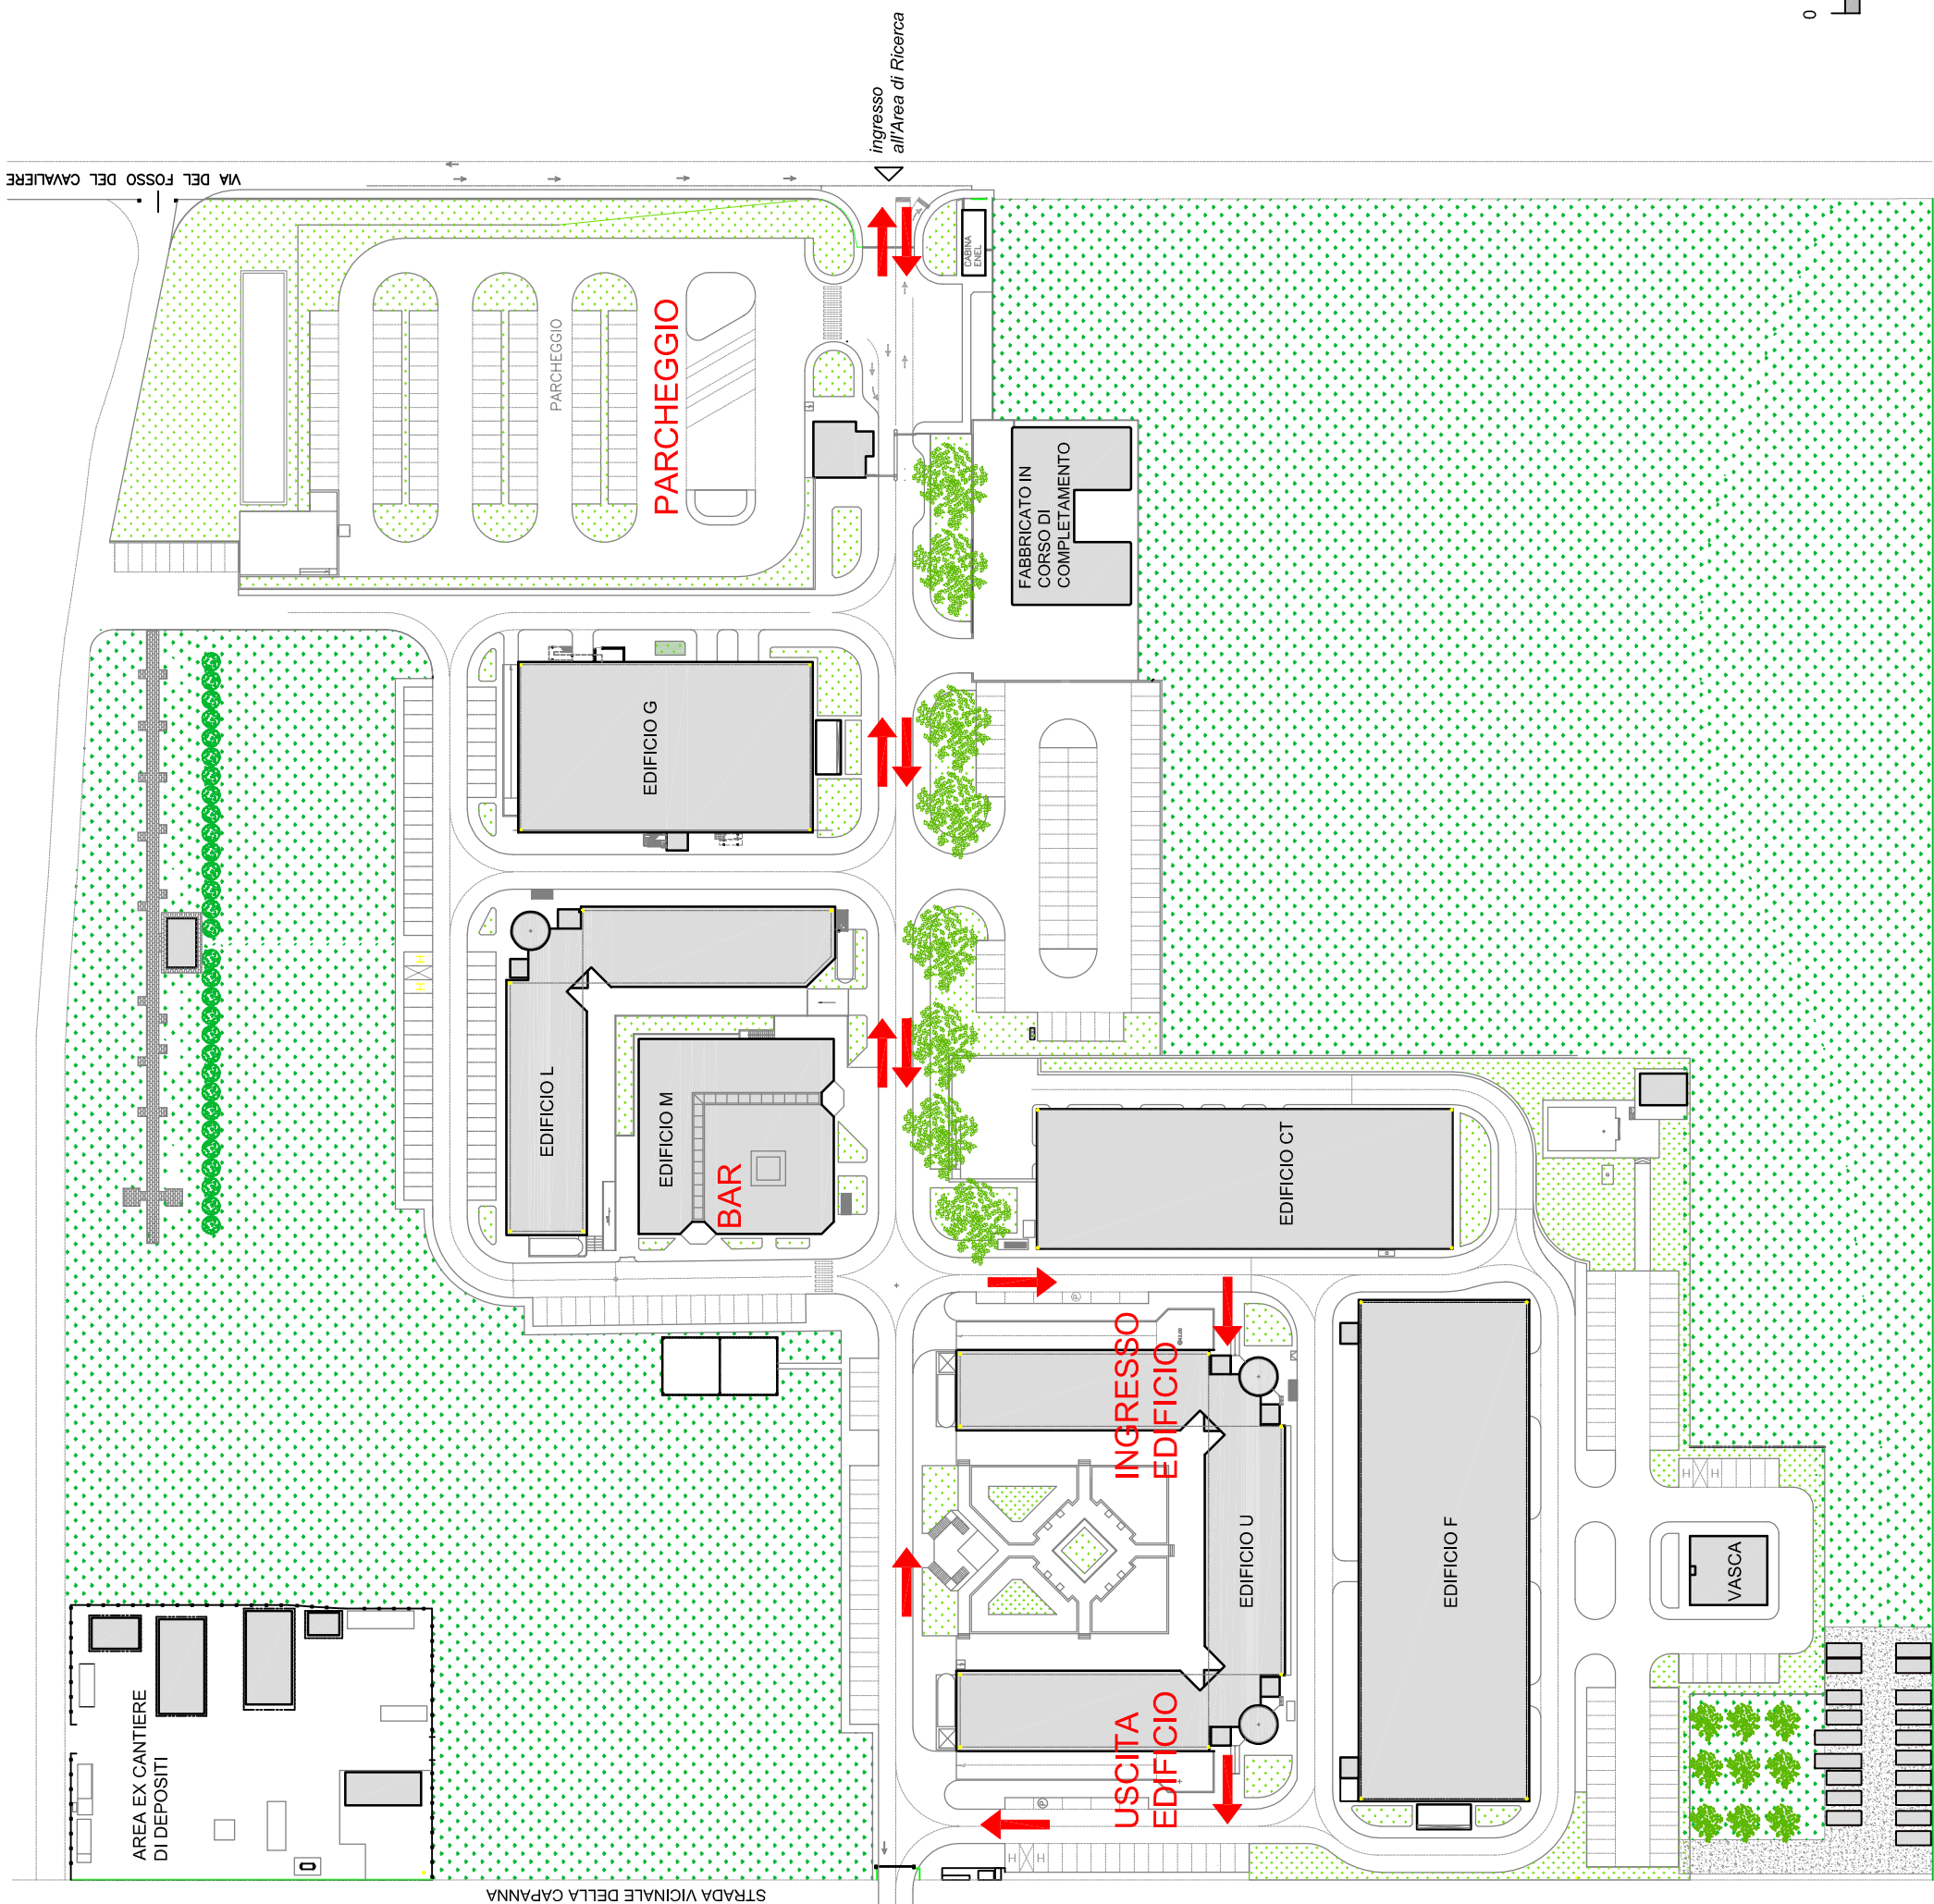 0
ingresso
all'Area di Ricerca
VIA DEL FOSSO DEL CAVALIERE
CABINA
ENEL
PARCHEGGIO
PARCHEGGIO
FABBRICATO IN
CORSO DI
COMPLETAMENTO
EDIFICIO G
H H
EDIFICIO L
EDIFICIO M
BAR
EDIFICIO CT
P
INGRESSO
EDIFICIO
EDIFICIO U
EDIFICIO F
H H
VASCA
USCITA
EDIFICIO
P
H H
AREA EX CANTIERE
DI DEPOSITI
STRADA VICINALE DELLA CAPANNA